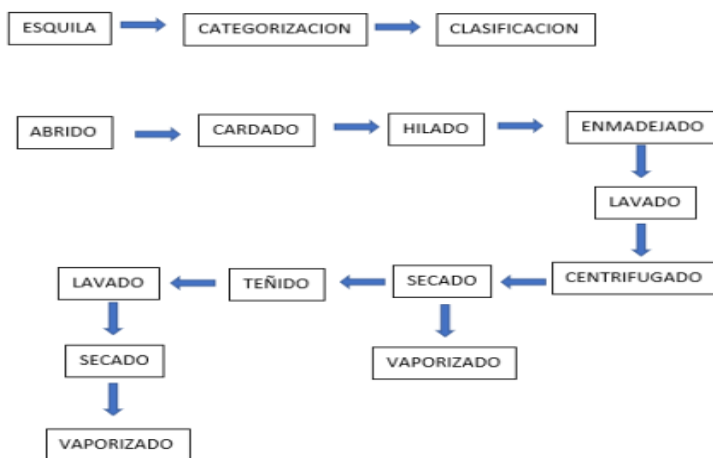 ESQUILA
CATEGORIZACION
CLASIFICACION
ABRIDO
CARDADO
HILADO
ENMADEJADO
LAVADO
CENTRIFUGADO
SECADO
TEÑIDO
LAVADO
VAPORIZADO
SECADO
VAPORIZADO